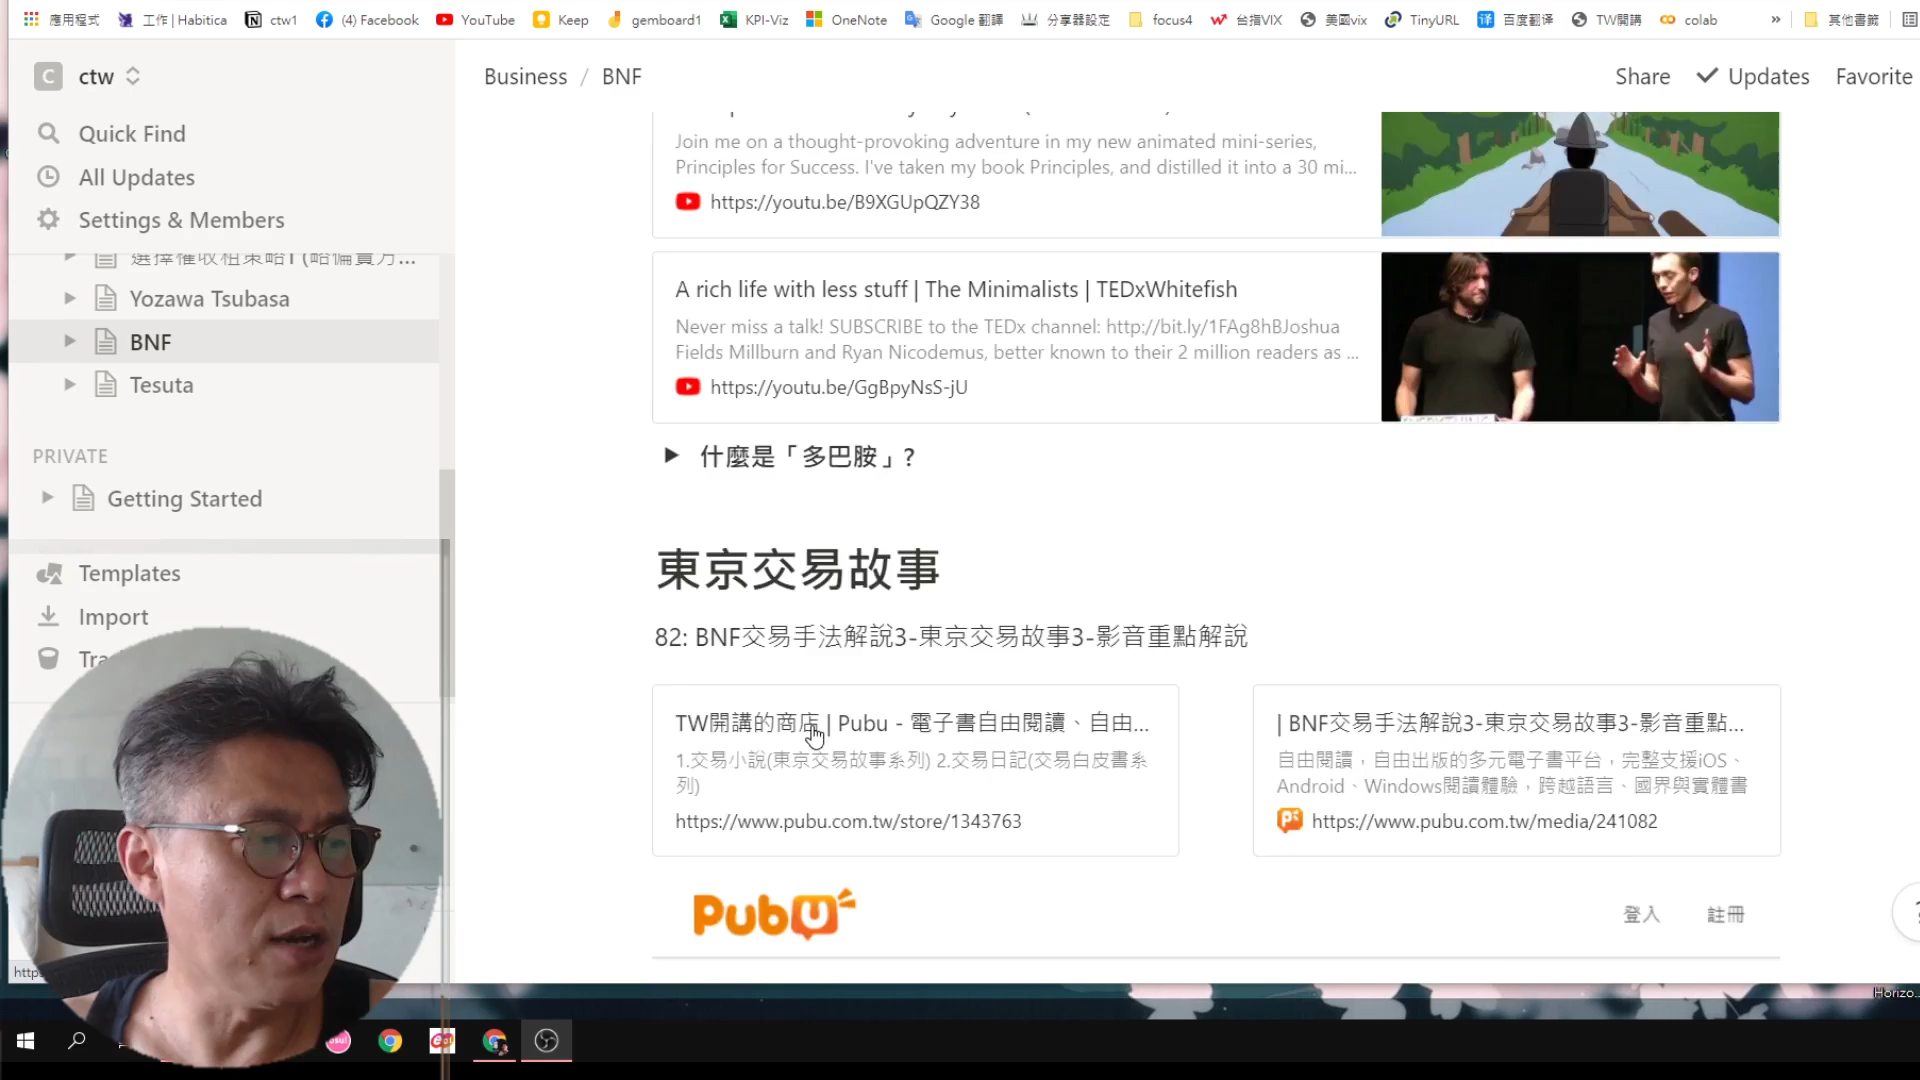 應用程式 工作 | Habitica ctw1 (4) Facebook YouTube Keep gemboard1 KPI-Viz OneNote Google 翻譯 分享器設定 focus4 台指VIX 美國vix TinyURL 百度翻译 TW開講 colab » 其他書籤
C ctw
Business / BNF
Share Updates Favorite
Quick Find
All Updates
Settings & Members
Yozawa Tsubasa
BNF
Tesuta
PRIVATE
Getting Started
Templates
Import
Join me on a thought-provoking adventure in my new animated mini-series,
Principles for Success. I've taken my book Principles, and distilled it into a 30 mi...
https://youtu.be/B9XGUpQZY38
A rich life with less stuff | The Minimalists | TEDxWhitefish
Never miss a talk! SUBSCRIBE to the TEDx channel: http://bit.ly/1FAg8hBJoshua
Fields Millburn and Ryan Nicodemus, better known to their 2 million readers as ...
https://youtu.be/GgBpyNsS-jU
什麼是「多巴胺」?
東京交易故事
82: BNF交易手法解說3-東京交易故事3-影音重點解說
TW開講的商店 | Pubu - 電子書自由閱讀、自由...
1.交易小說(東京交易故事系列) 2.交易日記(交易白皮書系
列)
https://www.pubu.com.tw/store/1343763
| BNF交易手法解說3-東京交易故事3-影音重點...
自由閱讀，自由出版的多元電子書平台，完整支援iOS、
Android、Windows閱讀體驗，跨越語言、國界與實體書
https://www.pubu.com.tw/media/241082
PubU
登入 註冊
http
Horizo...